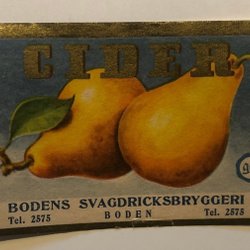 CIDER
BODENS SVAGDRICKSBRYGGERI
Tel. 2575 BODEN Tel. 2575